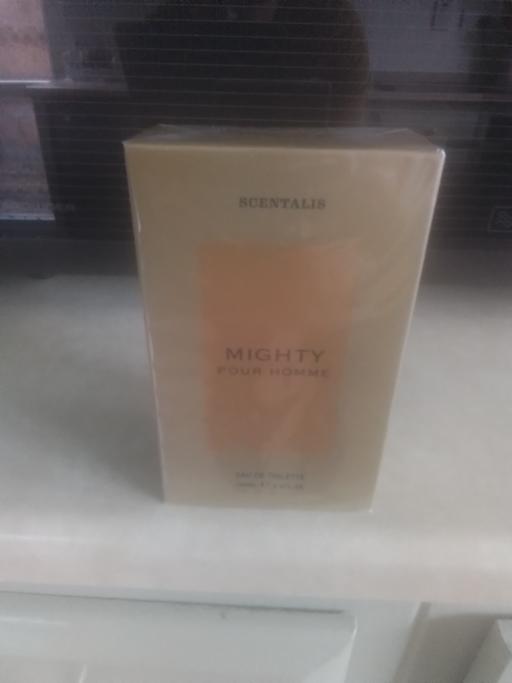 SCENTALIS
MIGHTY
POUR HOMME
EAU DE TOILETTE